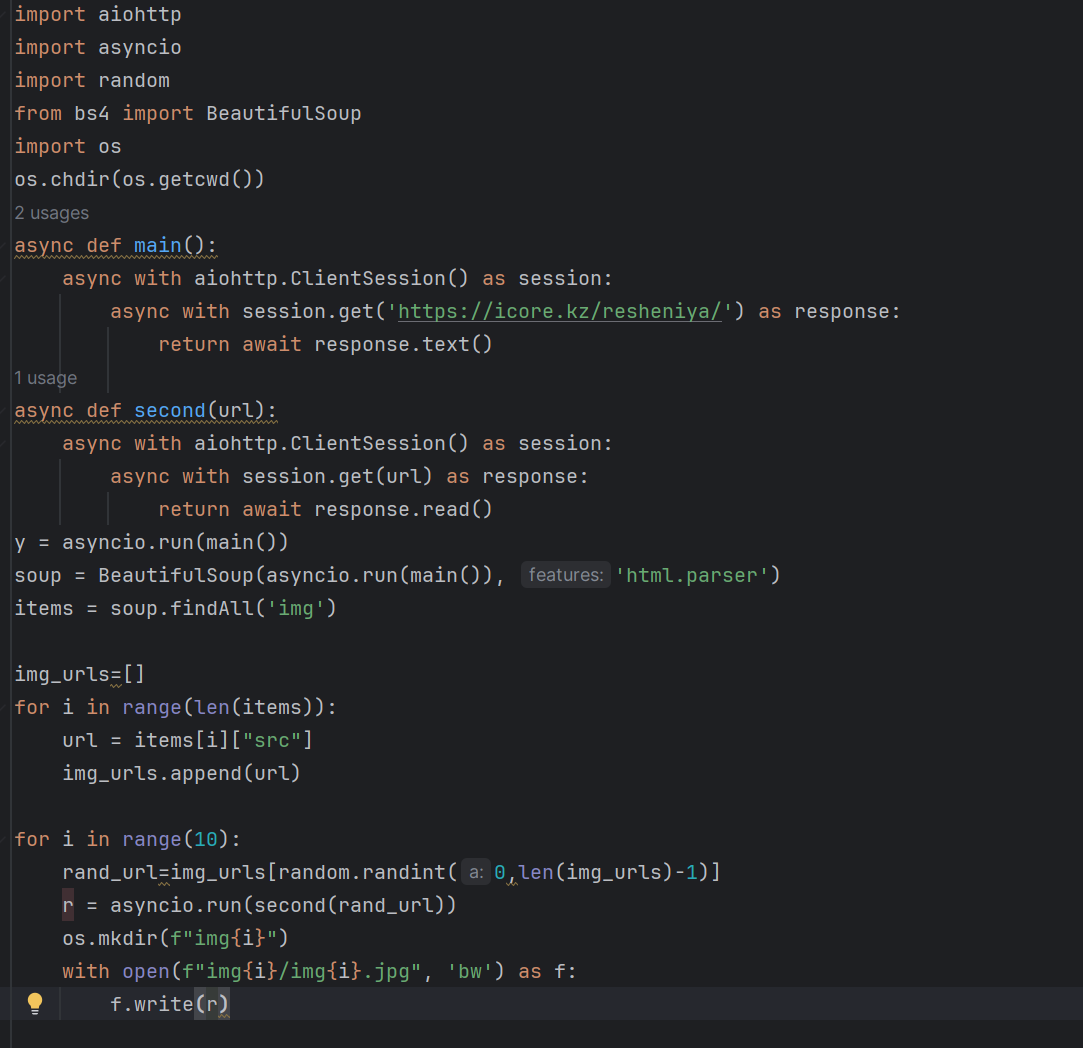 import aiohttp
import asyncio
import random
from bs4 import BeautifulSoup
import os
os.chdir(os.getcwd())
2 usages
async def main():
    async with aiohttp.ClientSession() as session:
        async with session.get('https://icore.kz/resheniya/') as response:
            return await response.text()
1 usage
async def second(url):
    async with aiohttp.ClientSession() as session:
        async with session.get(url) as response:
            return await response.read()
y = asyncio.run(main())
soup = BeautifulSoup(asyncio.run(main()), features: 'html.parser')
items = soup.findAll('img')

img_urls=[]
for i in range(len(items)):
    url = items[i]["src"]
    img_urls.append(url)

for i in range(10):
    rand_url=img_urls[random.randint( a: 0,len(img_urls)-1)]
    r = asyncio.run(second(rand_url))
    os.mkdir(f"img{i}")
    with open(f"img{i}/img{i}.jpg", 'bw') as f:
        f.write(r)